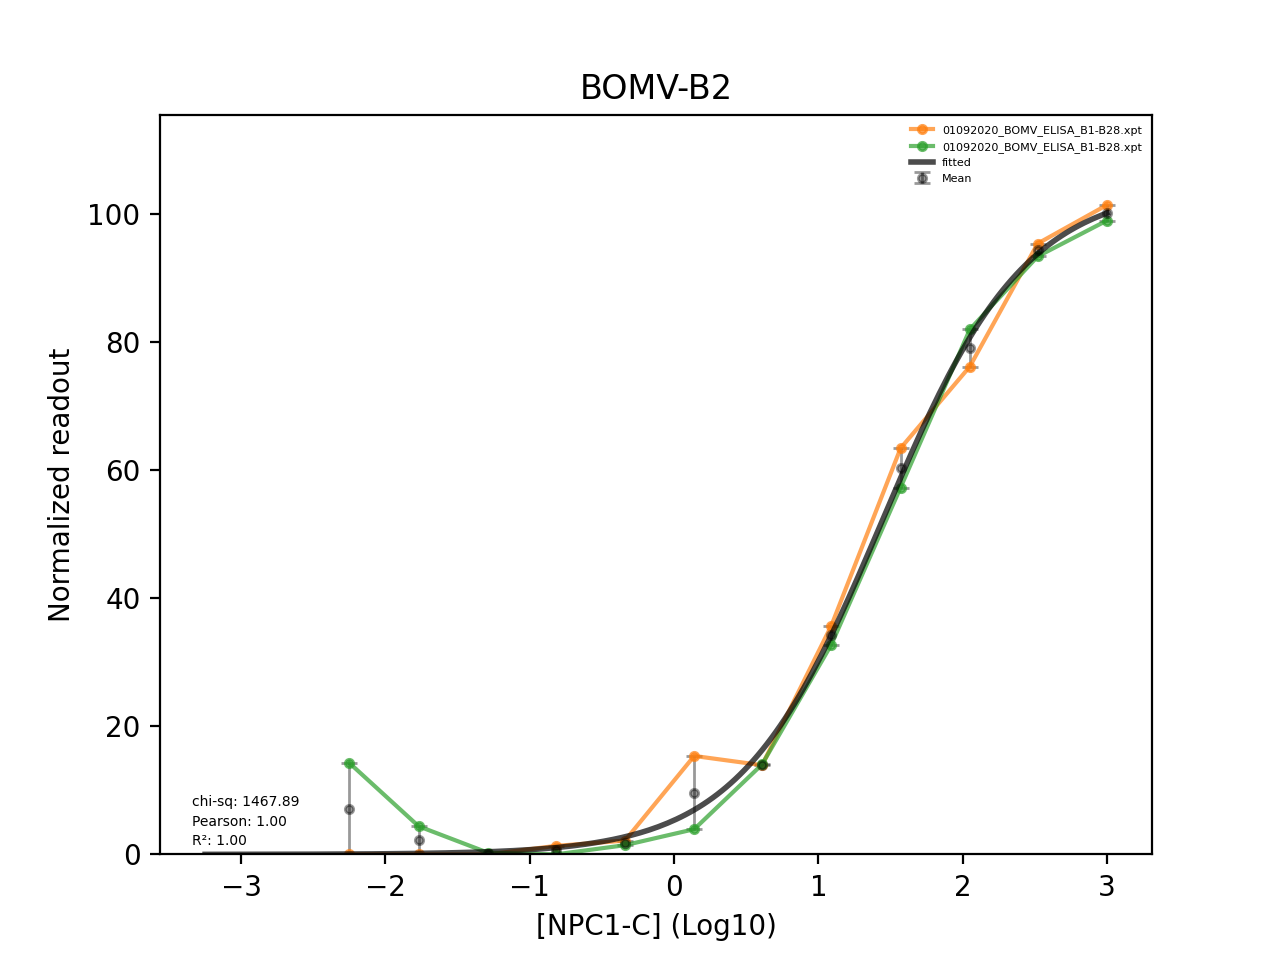 BOMV-B2
01092020_BOMV_ELISA_B1-B28.xpt
01092020_BOMV_ELISA_B1-B28.xpt
fitted
Mean
Normalized readout
100
80
60
40
20
0
chi-sq: 1467.89
Pearson: 1.00
R²: 1.00
−3 −2 −1 0 1 2 3
[NPC1-C] (Log10)